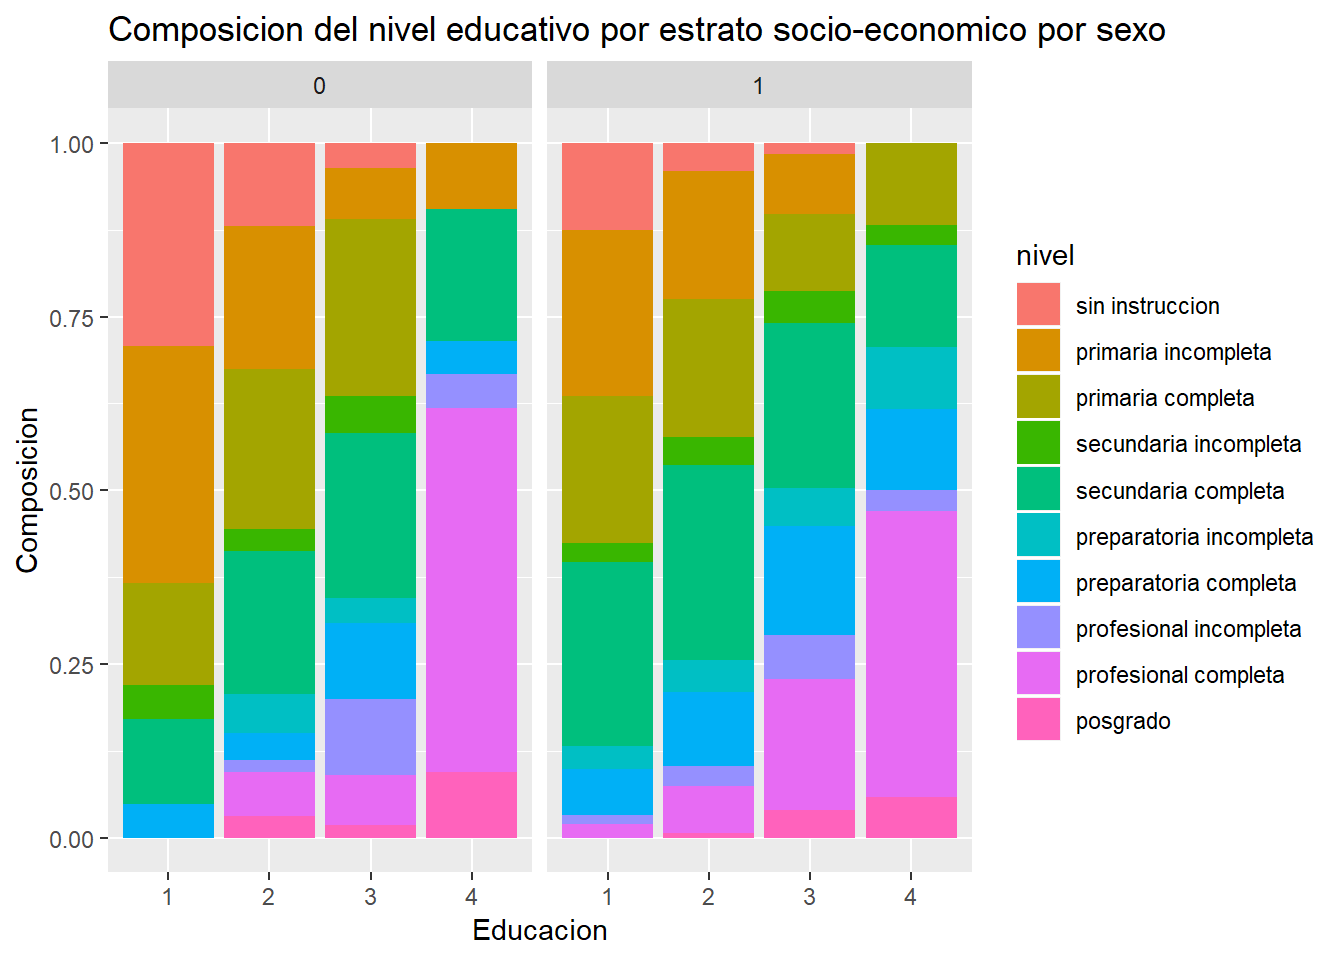 Composicion del nivel educativo por estrato socio-economico por sexo
0
1
1.00
0.75
0.50
0.25
0.00
Composicion
1 2 3 4
1 2 3 4
Educacion
nivel
sin instruccion
primaria incompleta
primaria completa
secundaria incompleta
secundaria completa
preparatoria incompleta
preparatoria completa
profesional incompleta
profesional completa
posgrado